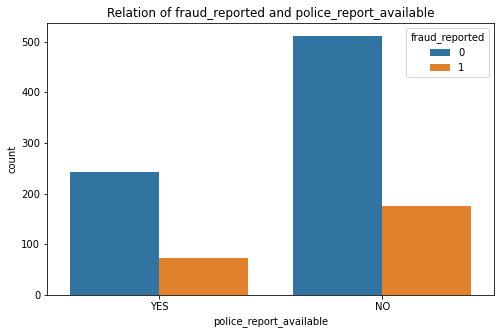 Relation of fraud_reported and police_report_available
fraud_reported
0
1
500
400
300
200
100
0
count
YES
NO
police_report_available